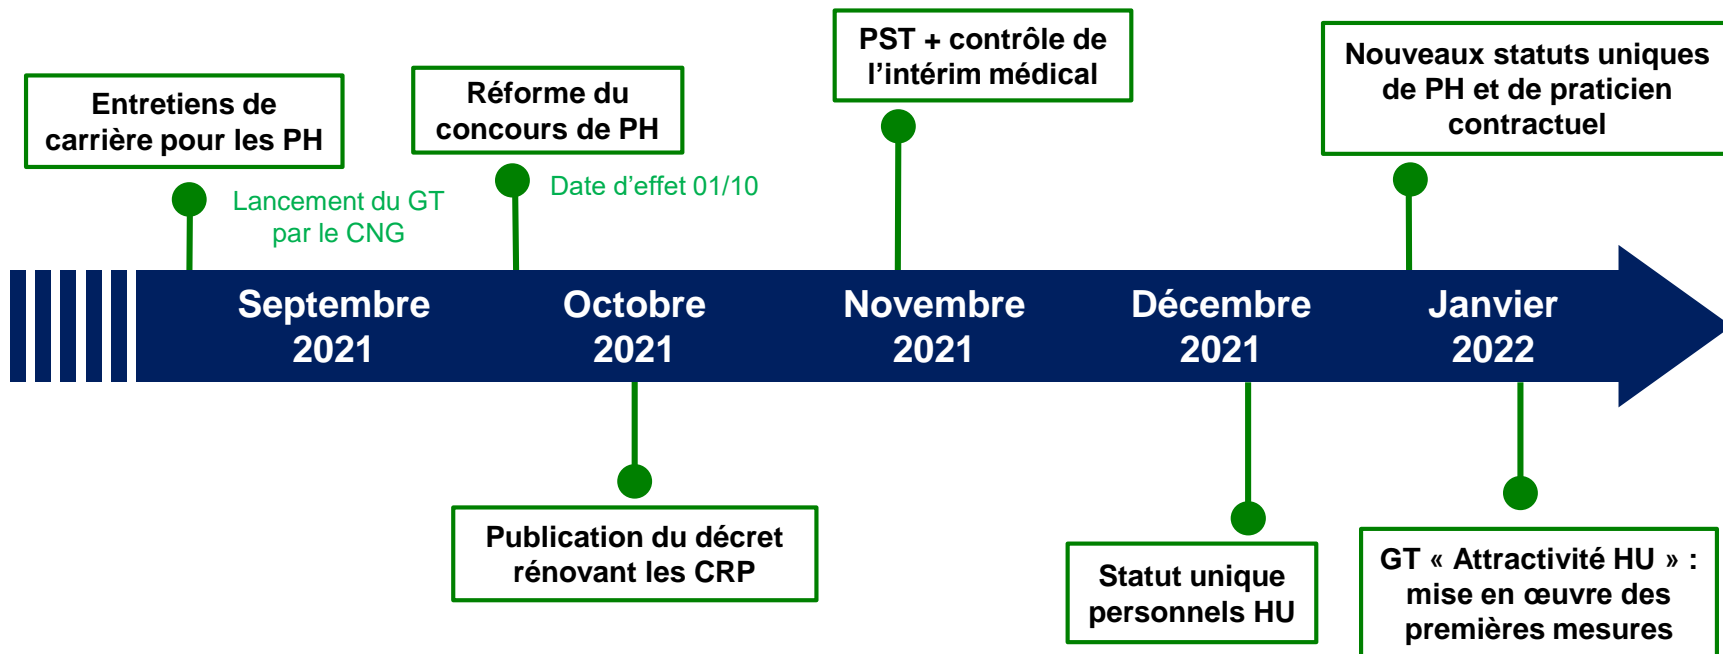 Entretiens de
carrière pour les PH
Lancement du GT
par le CNG
Réforme du
concours de PH
Date d’effet 01/10
PST + contrôle de
l’intérim médical
Nouveaux statuts uniques
de PH et de praticien
contractuel
Septembre
2021
Octobre
2021
Novembre
2021
Décembre
2021
Janvier
2022
Publication du décret
rénovant les CRP
Statut unique
personnels HU
GT « Attractivité HU » :
mise en œuvre des
premières mesures